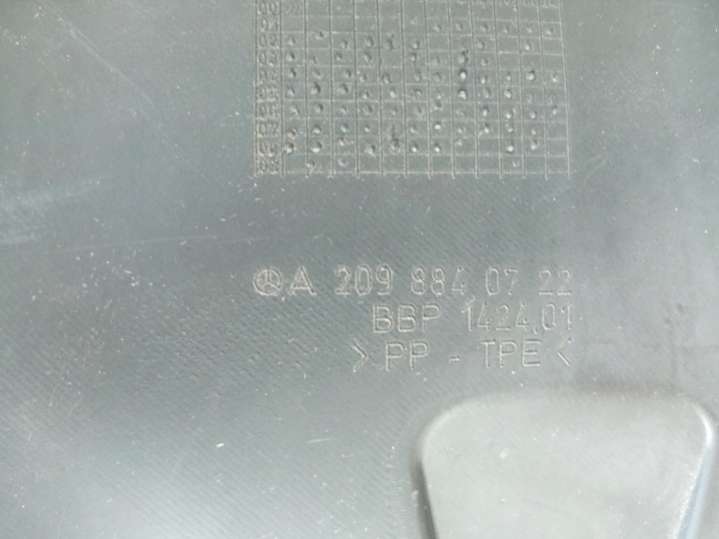 A 209 884 07 22
BBP 1424.01
> PP - TPE <